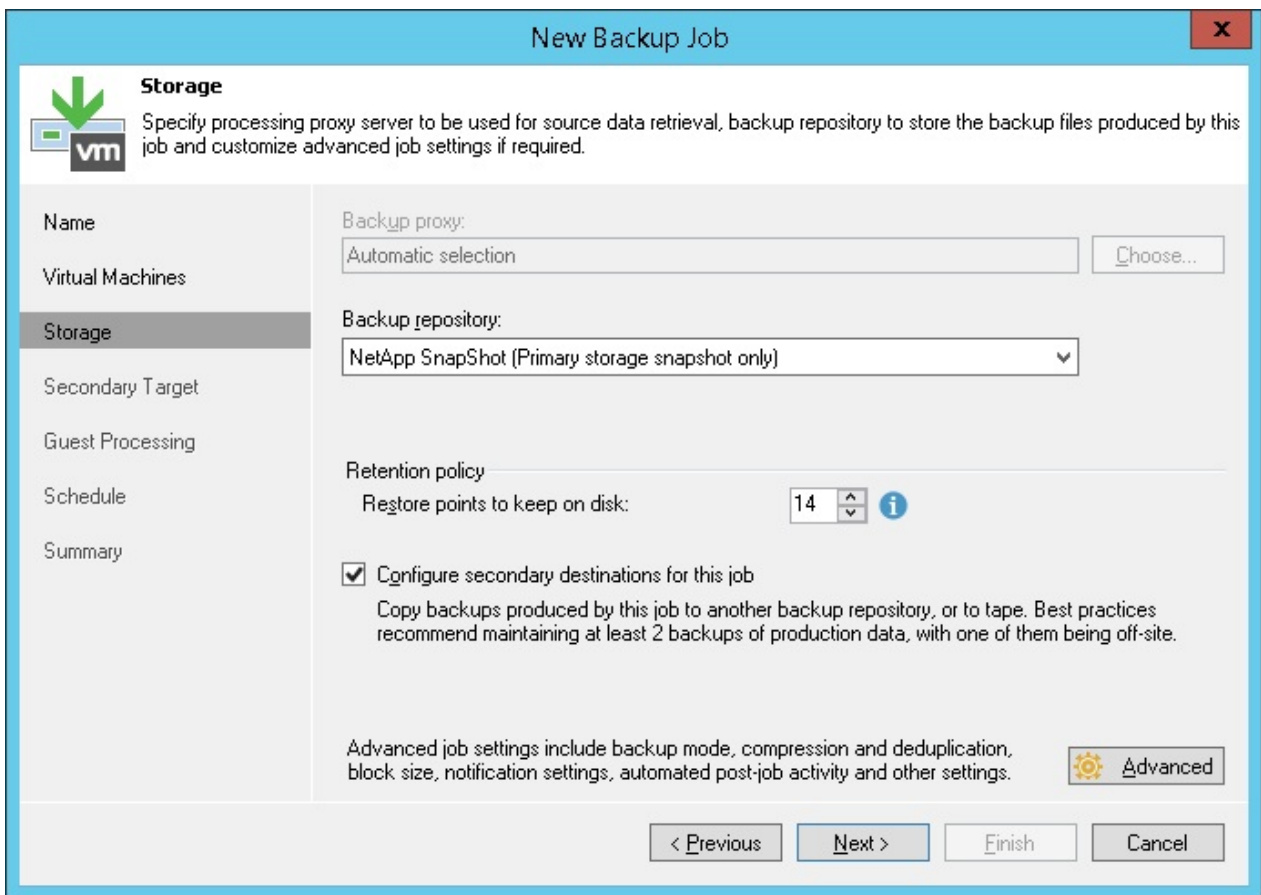 New Backup Job
x
Storage
Specify processing proxy server to be used for source data retrieval, backup repository to store the backup files produced by this
job and customize advanced job settings if required.
vm
Name
Virtual Machines
Storage
Secondary Target
Guest Processing
Schedule
Summary
Backup proxy:
Automatic selection
Choose...
Backup repository:
NetApp SnapShot (Primary storage snapshot only)
Retention policy
Restore points to keep on disk:
14
i
Configure secondary destinations for this job
Copy backups produced by this job to another backup repository, or to tape. Best practices
recommend maintaining at least 2 backups of production data, with one of them being off-site.
Advanced job settings include backup mode, compression and deduplication,
block size, notification settings, automated post-job activity and other settings.
Advanced
< Previous
Next >
Finish
Cancel